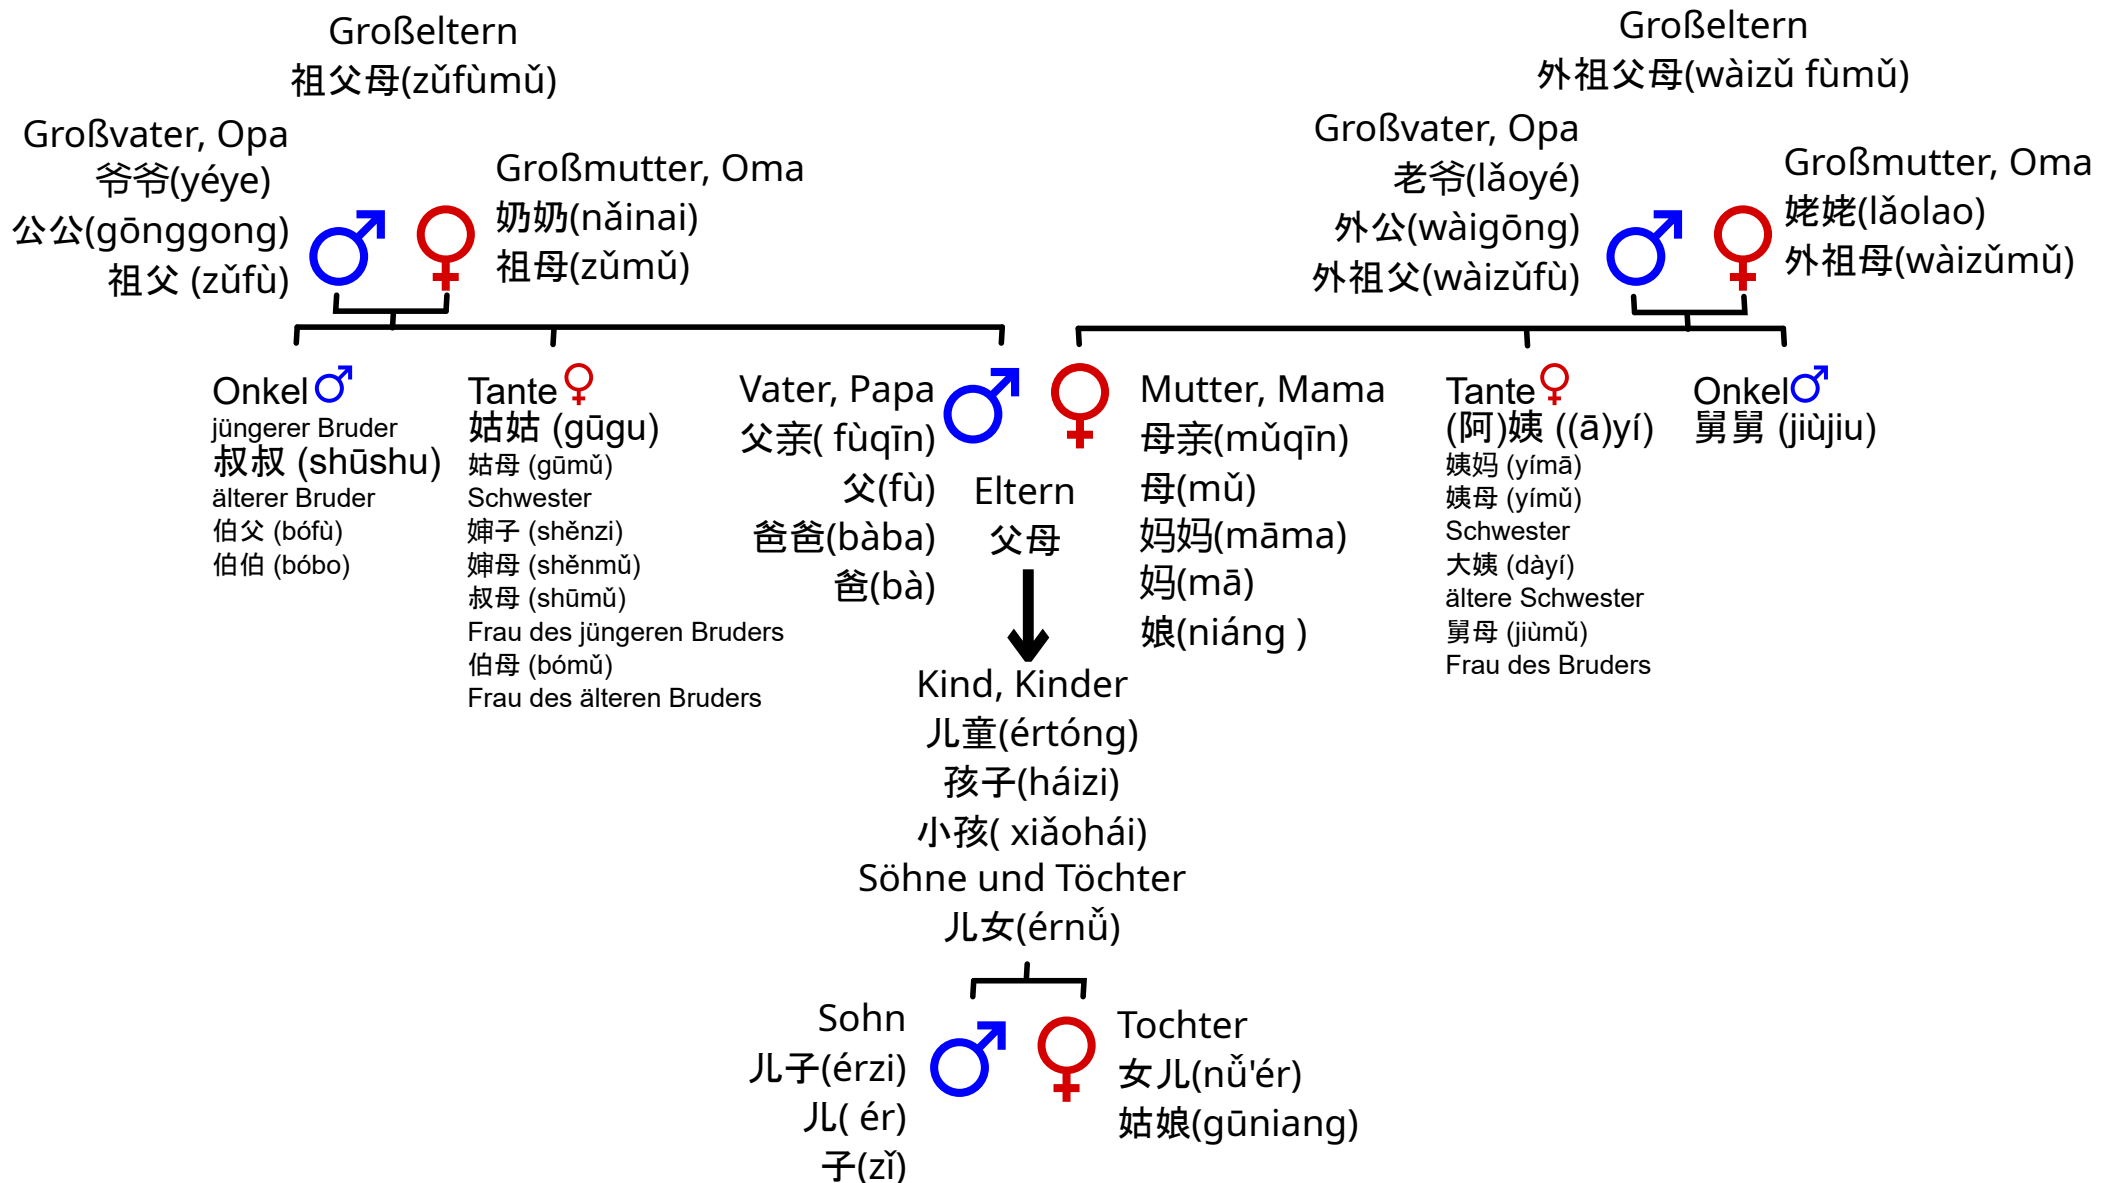 Großeltern
祖父母(zǔfùmǔ)
Großvater, Opa
爷爷(yéye)
公公(gōnggong)
祖父 (zǔfù)
Großmutter, Oma
奶奶(nǎinai)
祖母(zǔmǔ)
Großeltern
外祖父母(wàizǔ fùmǔ)
Großvater, Opa
老爷(lǎoyé)
外公(wàigōng)
外祖父(wàizǔfù)
Großmutter, Oma
姥姥(lǎolao)
外祖母(wàizǔmǔ)
Onkel
jüngerer Bruder
叔叔 (shūshu)
älterer Bruder
伯父 (bófù)
伯伯 (bóbo)
Tante
姑姑 (gūgu)
姑母 (gūmǔ)
Schwester
婶子 (shěnzi)
婶母 (shěnmǔ)
叔母 (shūmǔ)
Frau des jüngeren Bruders
伯母 (bómǔ)
Frau des älteren Bruders
Vater, Papa
父亲( fùqīn)
父(fù)
爸爸(bàba)
爸(bà)
Eltern
父母
Mutter, Mama
母亲(mǔqīn)
母(mǔ)
妈妈(māma)
妈(mā)
娘(niáng )
Tante
(阿)姨 ((ā)yí)
姨妈 (yímā)
姨母 (yímǔ)
Schwester
大姨 (dàyí)
ältere Schwester
舅母 (jiùmǔ)
Frau des Bruders
Onkel
舅舅 (jiùjiu)
Kind, Kinder
儿童(értóng)
孩子(háizi)
小孩( xiǎohái)
Söhne und Töchter
儿女(érnǚ)
Sohn
儿子(érzi)
儿( ér)
子(zǐ)
Tochter
女儿(nǚ'ér)
姑娘(gūniang)